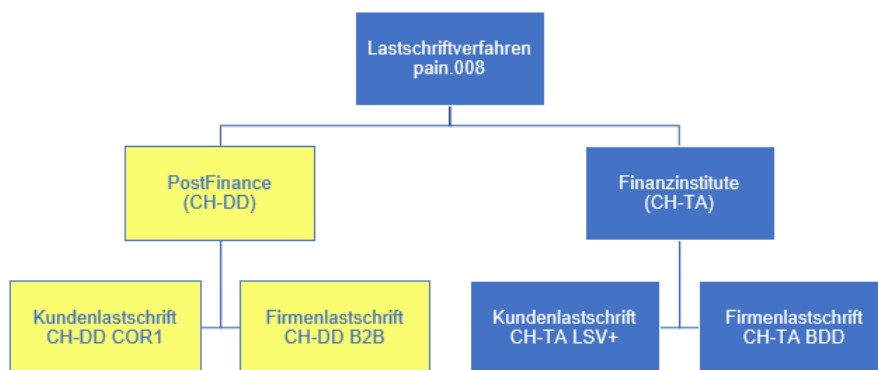 Lastschriftverfahren
pain.008
PostFinance
(CH-DD)
Finanzinstitute
(CH-TA)
Kundenlastschrift
CH-DD COR1
Firmenlastschrift
CH-DD B2B
Kundenlastschrift
CH-TA LSV+
Firmenlastschrift
CH-TA BDD